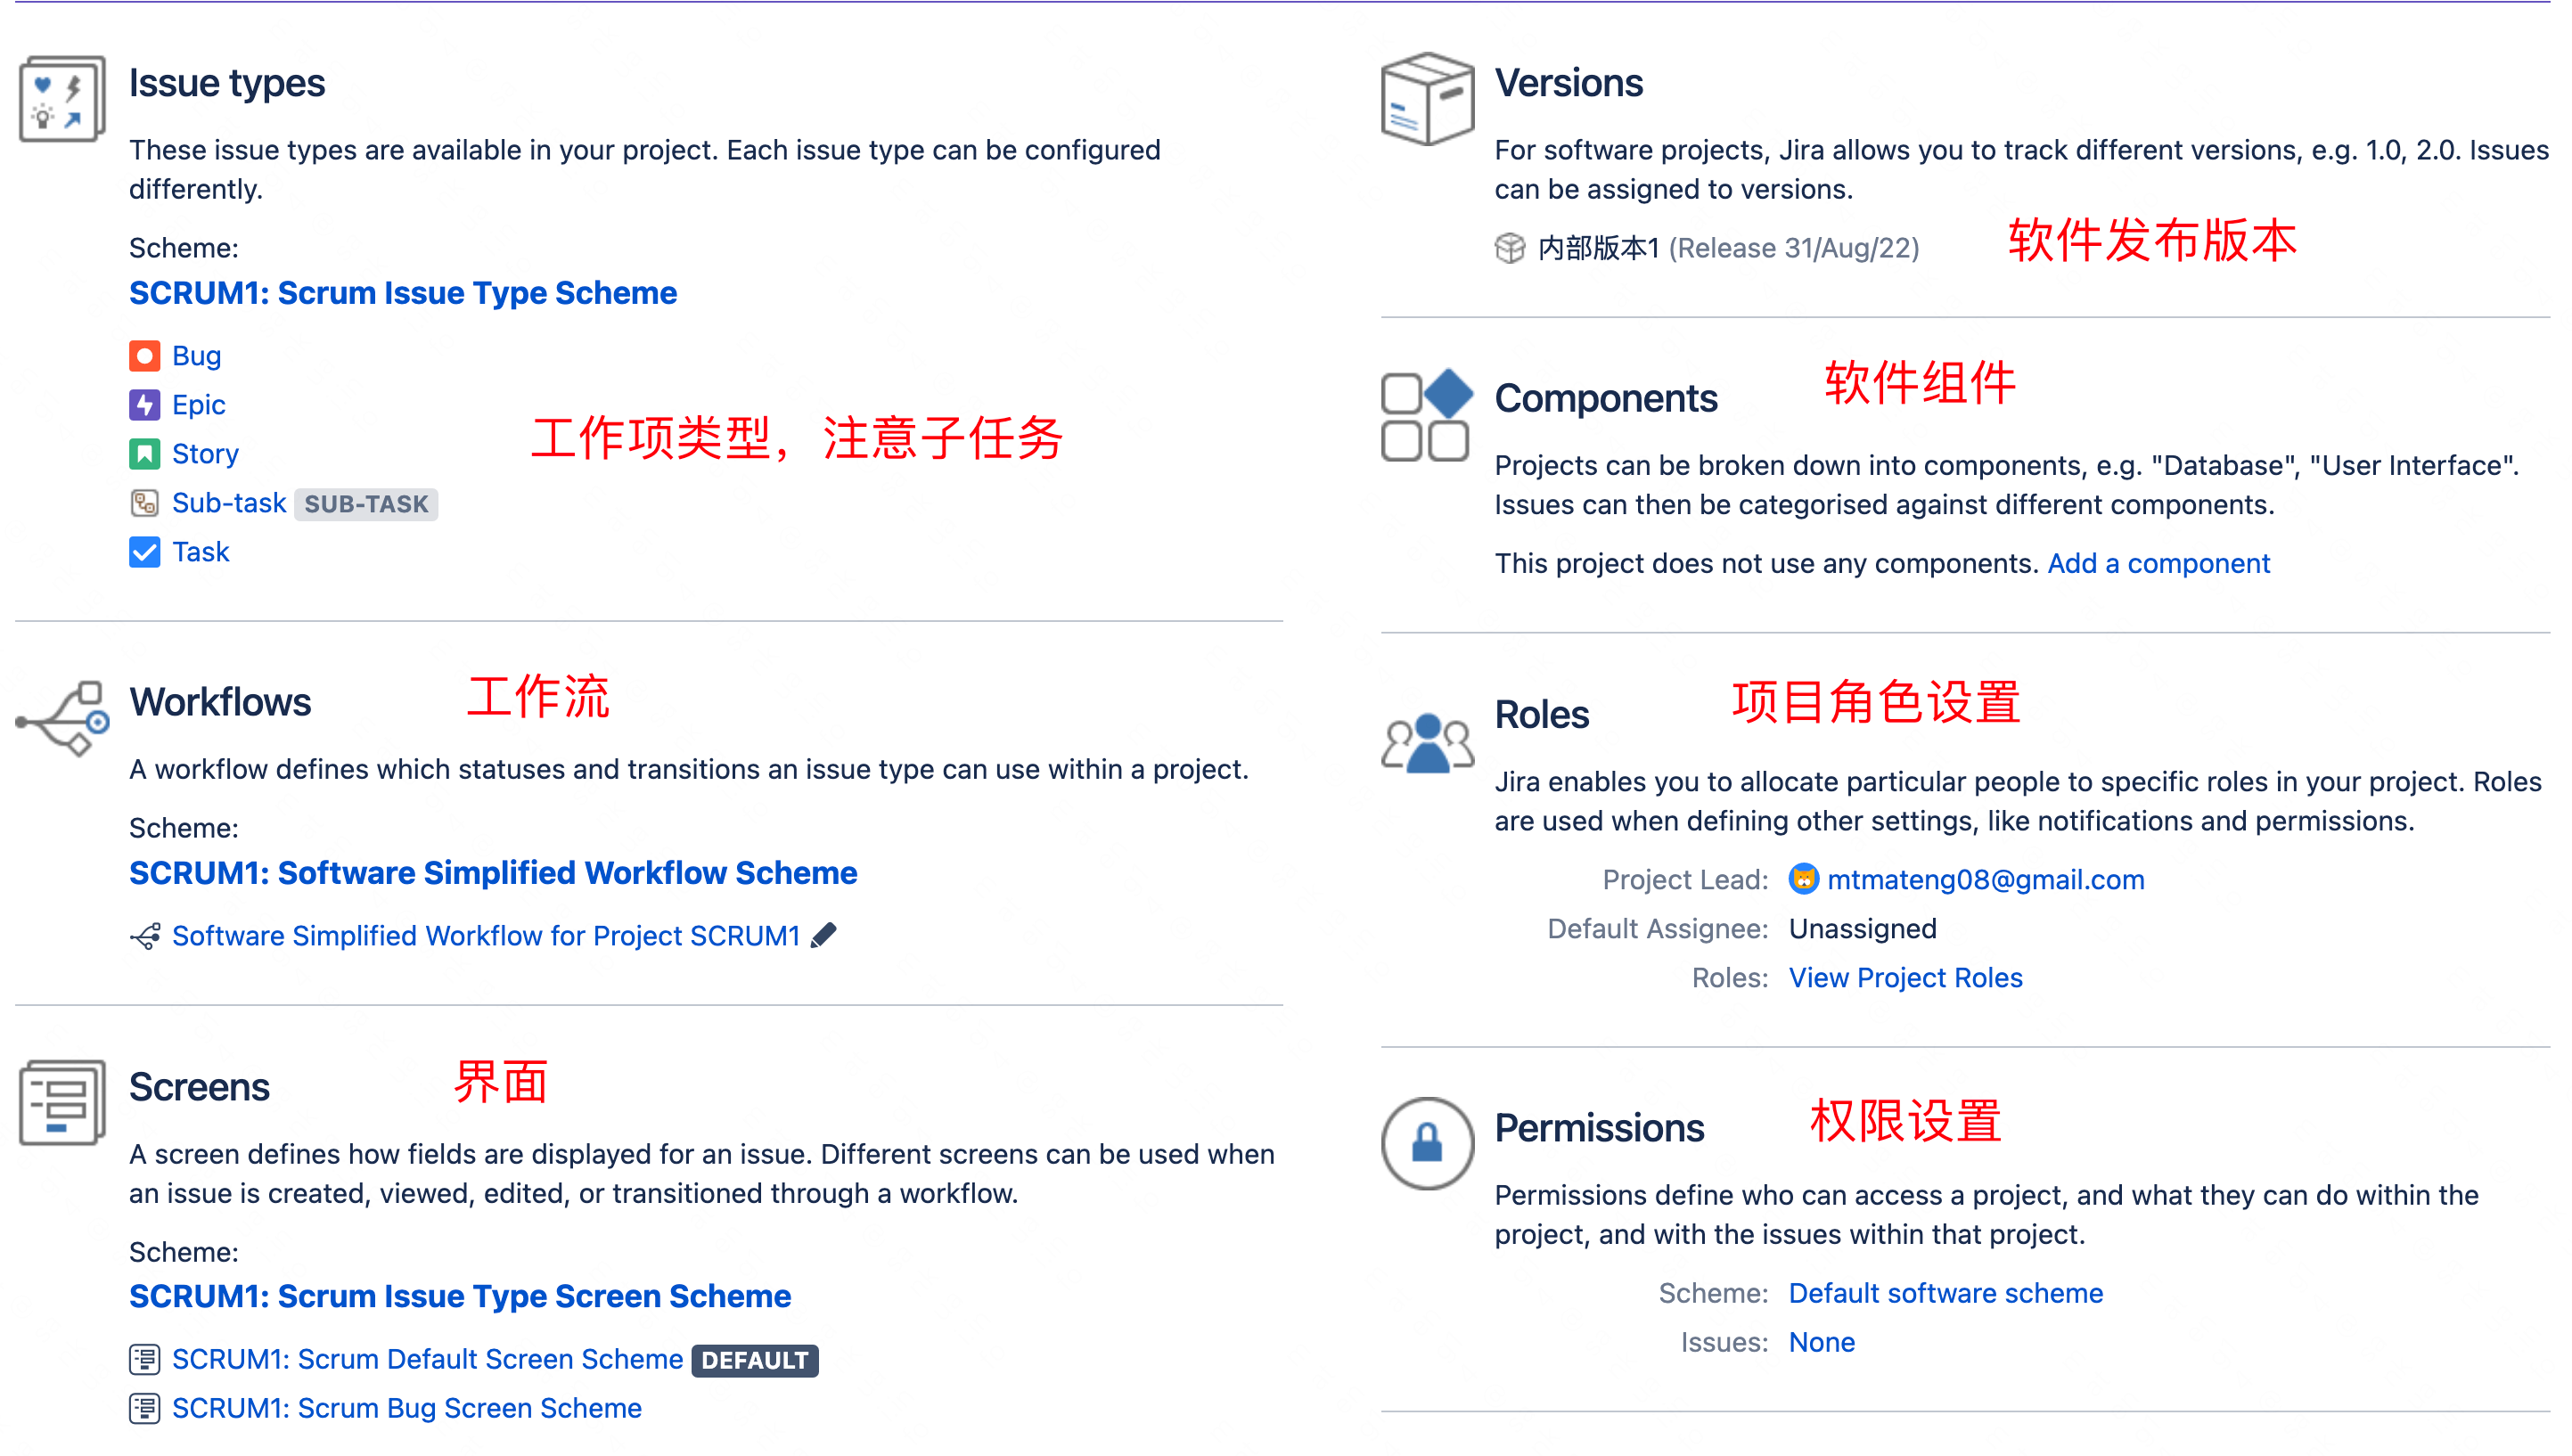 Issue types
These issue types are available in your project. Each issue type can be configured
differently.
Scheme:
SCRUM1: Scrum Issue Type Scheme
Bug
Epic
工作项类型，注意子任务
Story
Sub-task SUB-TASK
Task
Workflows 工作流
A workflow defines which statuses and transitions an issue type can use within a project.
Scheme:
SCRUM1: Software Simplified Workflow Scheme
Software Simplified Workflow for Project SCRUM1
Screens 界面
A screen defines how fields are displayed for an issue. Different screens can be used when
an issue is created, viewed, edited, or transitioned through a workflow.
Scheme:
SCRUM1: Scrum Issue Type Screen Scheme
SCRUM1: Scrum Default Screen Scheme DEFAULT
SCRUM1: Scrum Bug Screen Scheme
Versions
For software projects, Jira allows you to track different versions, e.g. 1.0, 2.0. Issues
can be assigned to versions.
内部版本1 (Release 31/Aug/22) 软件发布版本
Components 软件组件
Projects can be broken down into components, e.g. "Database", "User Interface".
Issues can then be categorised against different components.
This project does not use any components. Add a component
Roles 项目角色设置
Jira enables you to allocate particular people to specific roles in your project. Roles
are used when defining other settings, like notifications and permissions.
Project Lead: mtmateng08@gmail.com
Default Assignee: Unassigned
Roles: View Project Roles
Permissions 权限设置
Permissions define who can access a project, and what they can do within the
project, and with the issues within that project.
Scheme: Default software scheme
Issues: None